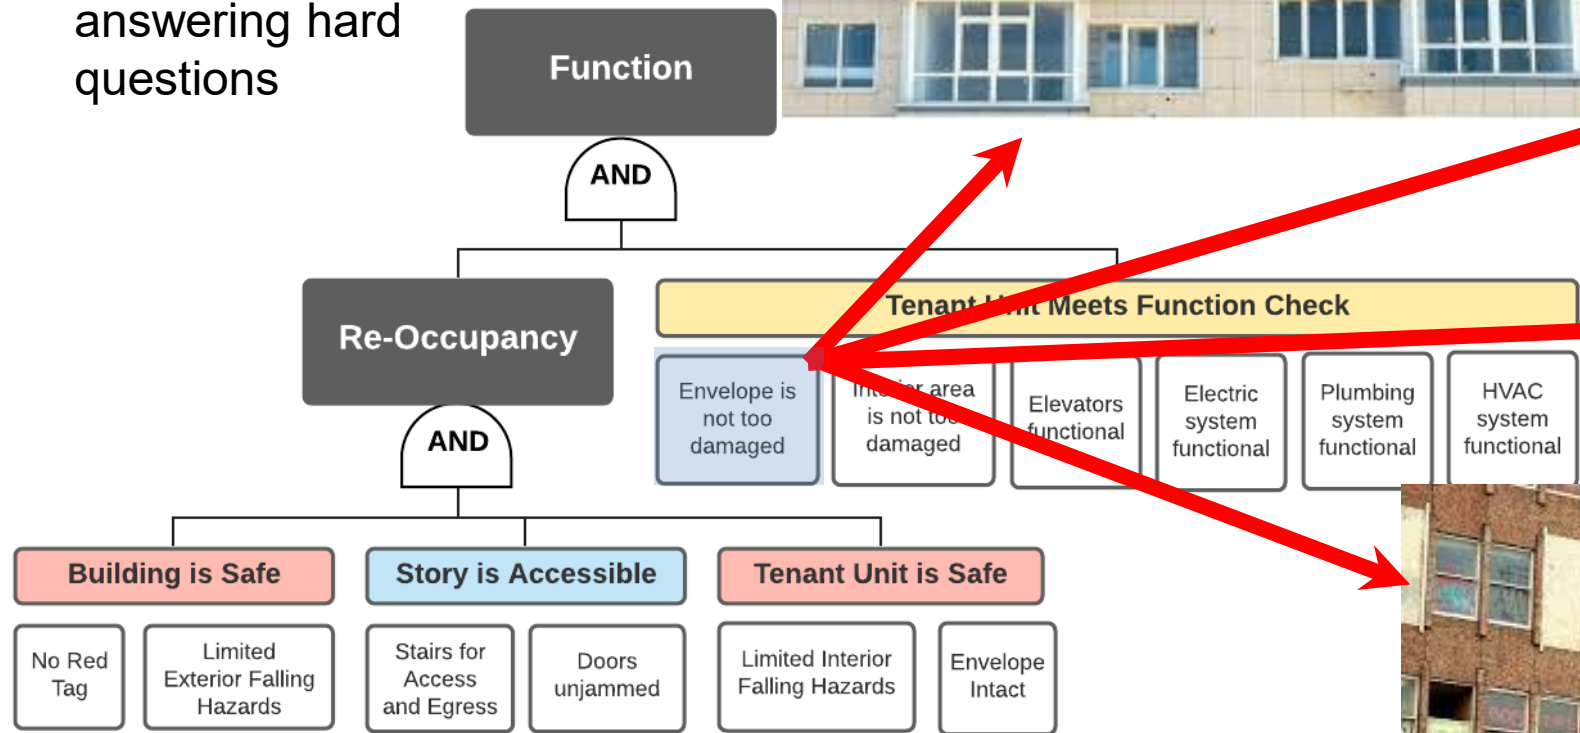 answering hard
questions
Function
AND
Re-Occupancy
Tenant Unit Meets Function Check
Envelope is
not too
damaged
Interior area
is not too
damaged
Elevators
functional
Electric
system
functional
Plumbing
system
functional
HVAC
system
functional
AND
Building is Safe
Story is Accessible
Tenant Unit is Safe
No Red
Tag
Limited
Exterior Falling
Hazards
Stairs for
Access
and Egress
Doors
unjammed
Limited Interior
Falling Hazards
Envelope
Intact